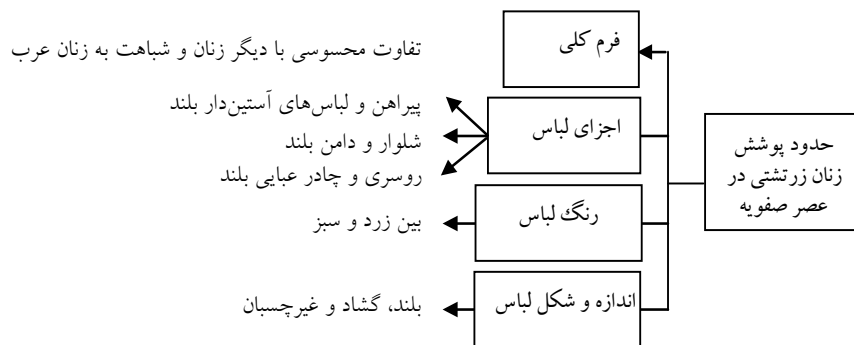 حدود پوشش
زنان زرتشتی در
عصر صفویه
فرم کلی
تفاوت محسوسی با دیگر زنان و شباهت به زنان عرب
اجزای لباس
پیراهن و لباس‌های آستین‌دار بلند
شلوار و دامن بلند
روسری و چادر عبایی بلند
رنگ لباس
بین زرد و سبز
اندازه و شکل لباس
بلند، گشاد و غیرچسبان